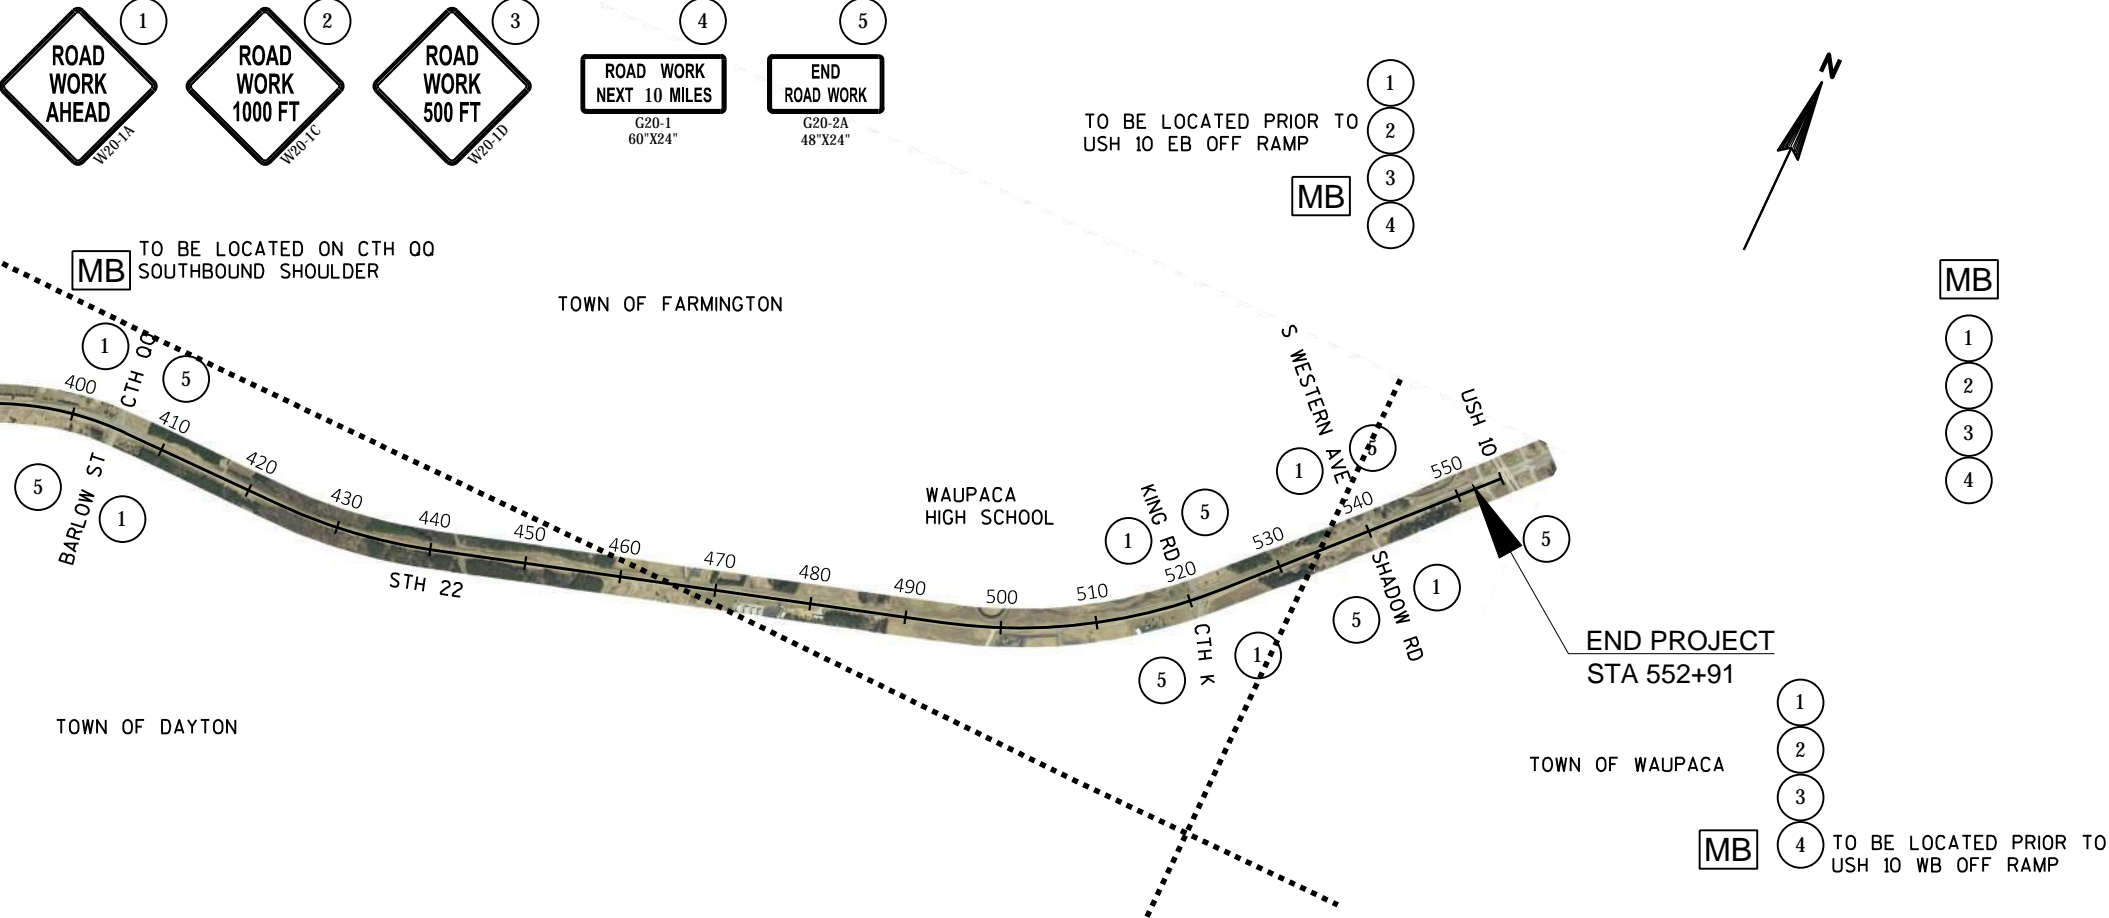 1
2
3
4
5
ROAD
WORK
AHEAD
W20-1A
ROAD
WORK
1000 FT
W20-1C
ROAD
WORK
500 FT
W20-1D
ROAD WORK
NEXT 10 MILES
G20-1
60"X24"
END
ROAD WORK
G20-2A
48"X24"
TO BE LOCATED PRIOR TO
USH 10 EB OFF RAMP
MB
1
2
3
4
N
MB
1
2
3
4
MB
TO BE LOCATED ON CTH QQ
SOUTHBOUND SHOULDER
TOWN OF FARMINGTON
1
CTH QQ
5
400
410
420
430
440
450
460
470
480
490
500
510
520
530
540
550
5
BARLOW ST
1
STH 22
WAUPACA
HIGH SCHOOL
1
KING RD
5
1
S WESTERN AVE
5
USH 10
5
CTH K
1
5
SHADOW RD
1
5
END PROJECT
STA 552+91
TOWN OF DAYTON
TOWN OF WAUPACA
1
2
3
4
MB
TO BE LOCATED PRIOR TO
USH 10 WB OFF RAMP